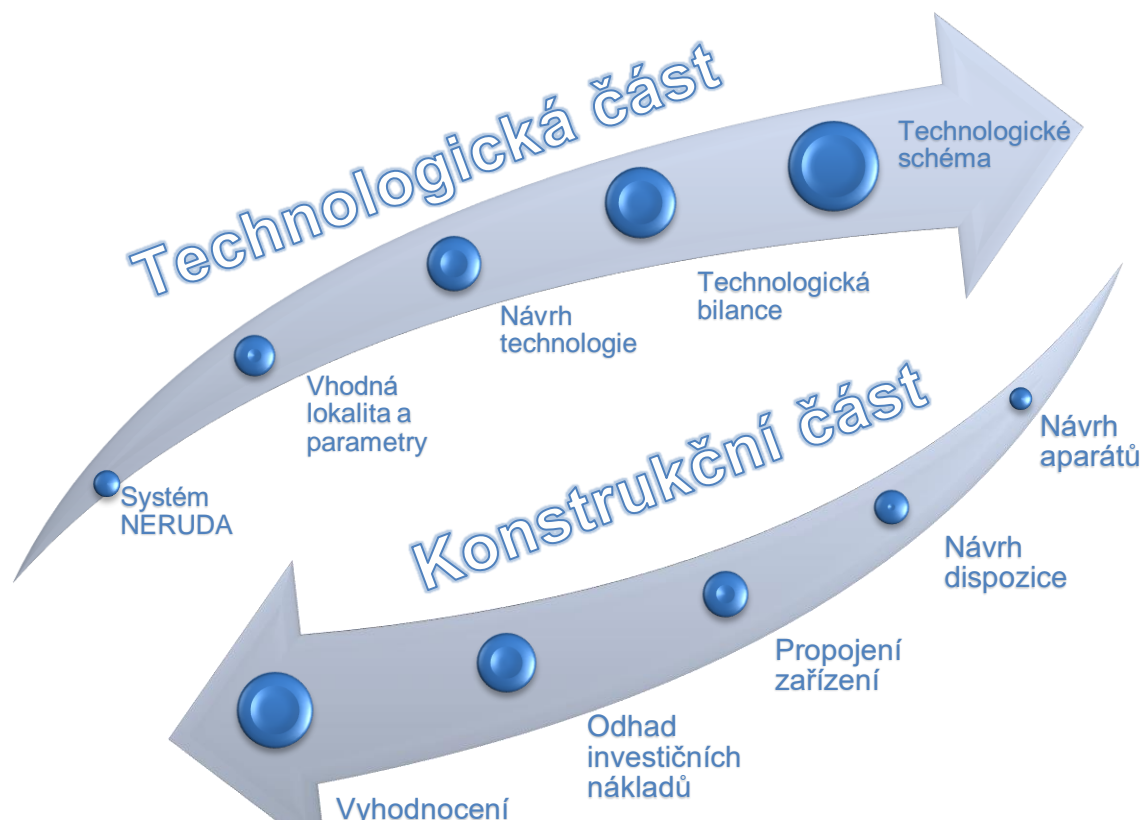 Technologická část
Systém
NERUDA
Vhodná
lokalita a
parametry
Návrh
technologie
Technologická
bilance
Technologické
schéma
Konstrukční část
Návrh
aparátů
Návrh
dispozice
Propojení
zařízení
Odhad
investičních
nákladů
Vyhodnocení